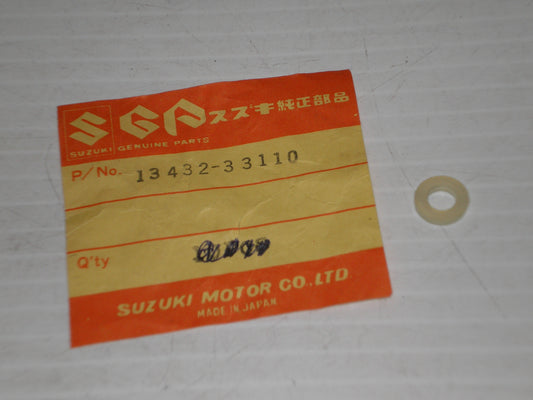 S GP スズキ純正部品
SUZUKI GENUINE PARTS
P/No. 13432-33110
Q'ty
SUZUKI MOTOR CO.,LTD
MADE IN JAPAN